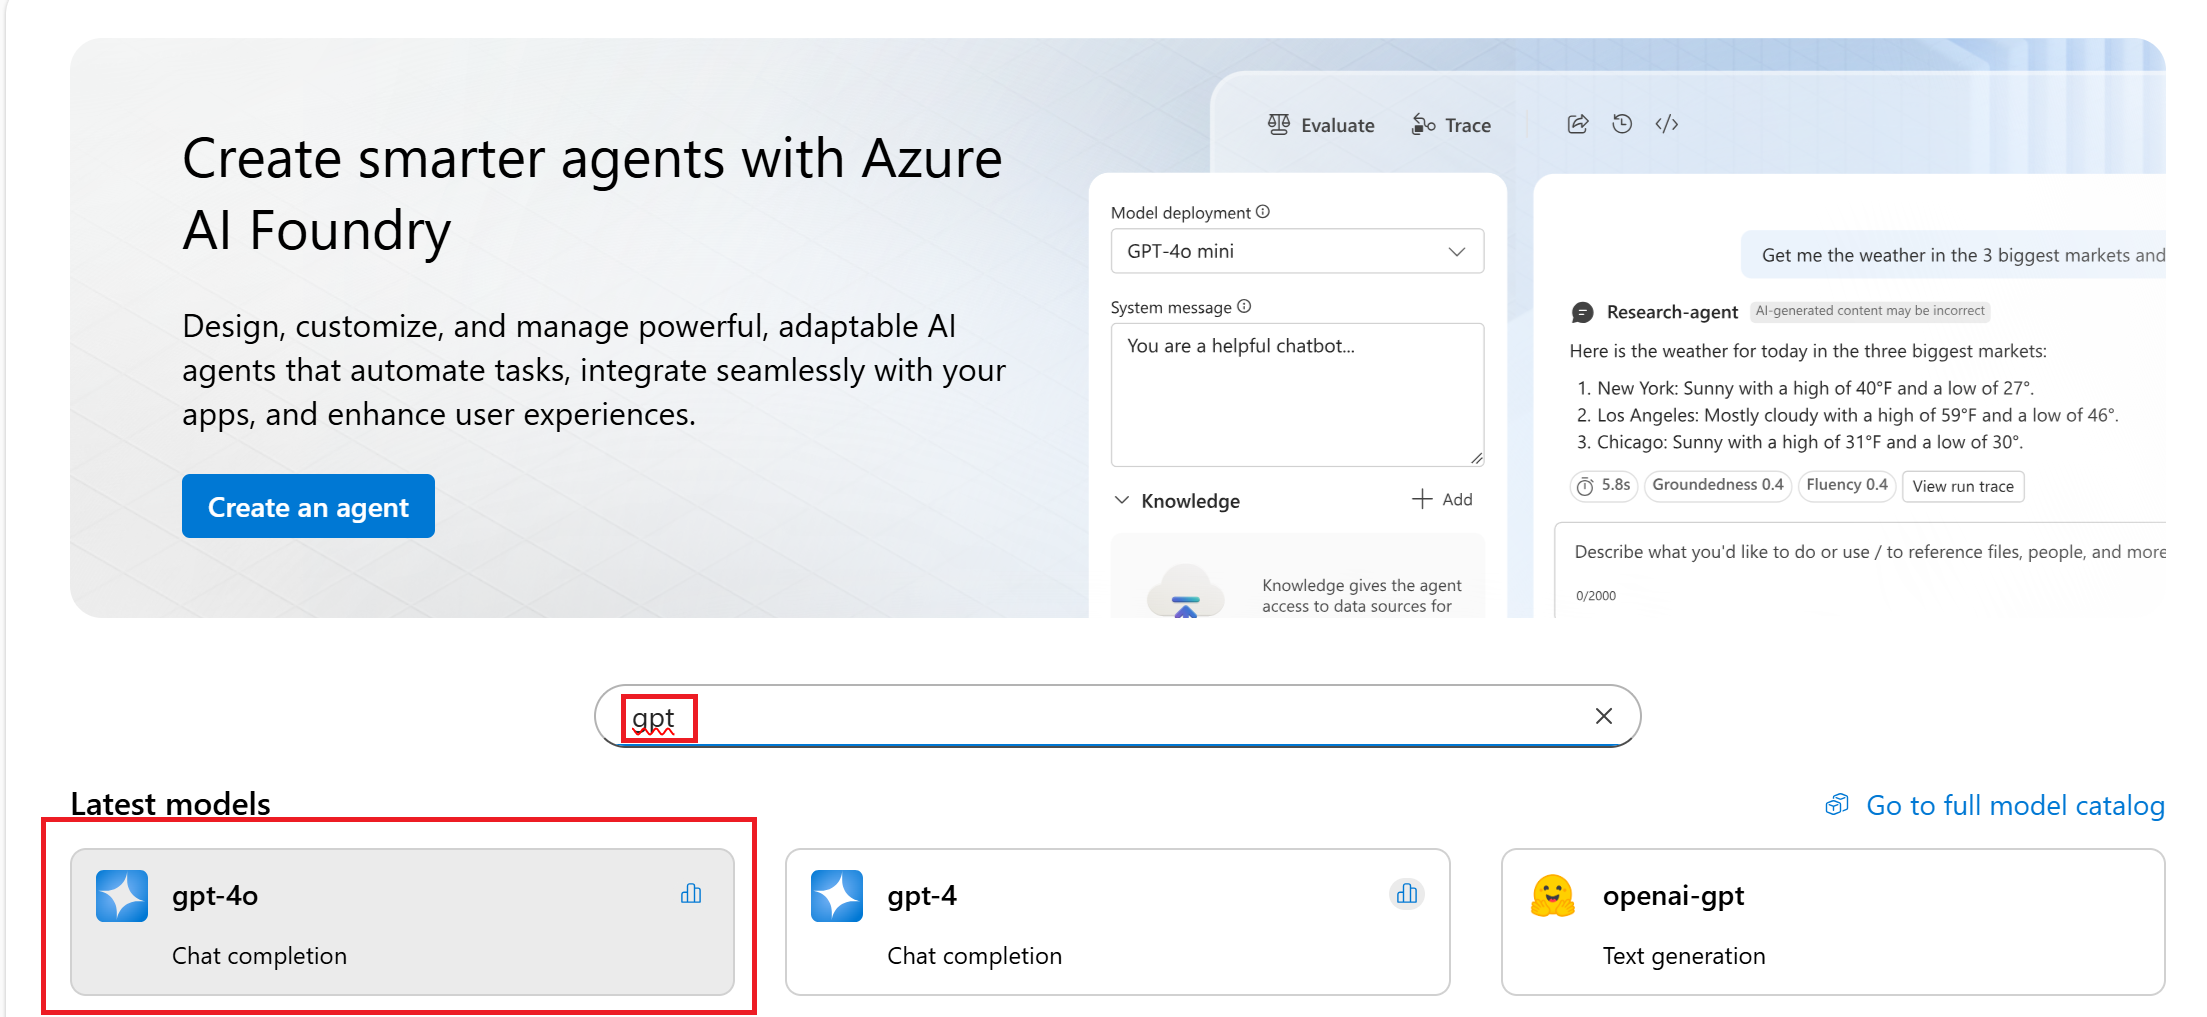 Create smarter agents with Azure
AI Foundry
Design, customize, and manage powerful, adaptable AI
agents that automate tasks, integrate seamlessly with your
apps, and enhance user experiences.
Create an agent
Evaluate
Trace
Model deployment
GPT-4o mini
System message
You are a helpful chatbot...
Knowledge
Add
Knowledge gives the agent
access to data sources for
Get me the weather in the 3 biggest markets and
Research-agent AI-generated content may be incorrect
Here is the weather for today in the three biggest markets:
1. New York: Sunny with a high of 40°F and a low of 27°.
2. Los Angeles: Mostly cloudy with a high of 59°F and a low of 46°.
3. Chicago: Sunny with a high of 31°F and a low of 30°.
5.8s Groundedness 0.4 Fluency 0.4 View run trace
Describe what you'd like to do or use / to reference files, people, and more
0/2000
gpt
Latest models
Go to full model catalog
gpt-4o
Chat completion
gpt-4
Chat completion
openai-gpt
Text generation